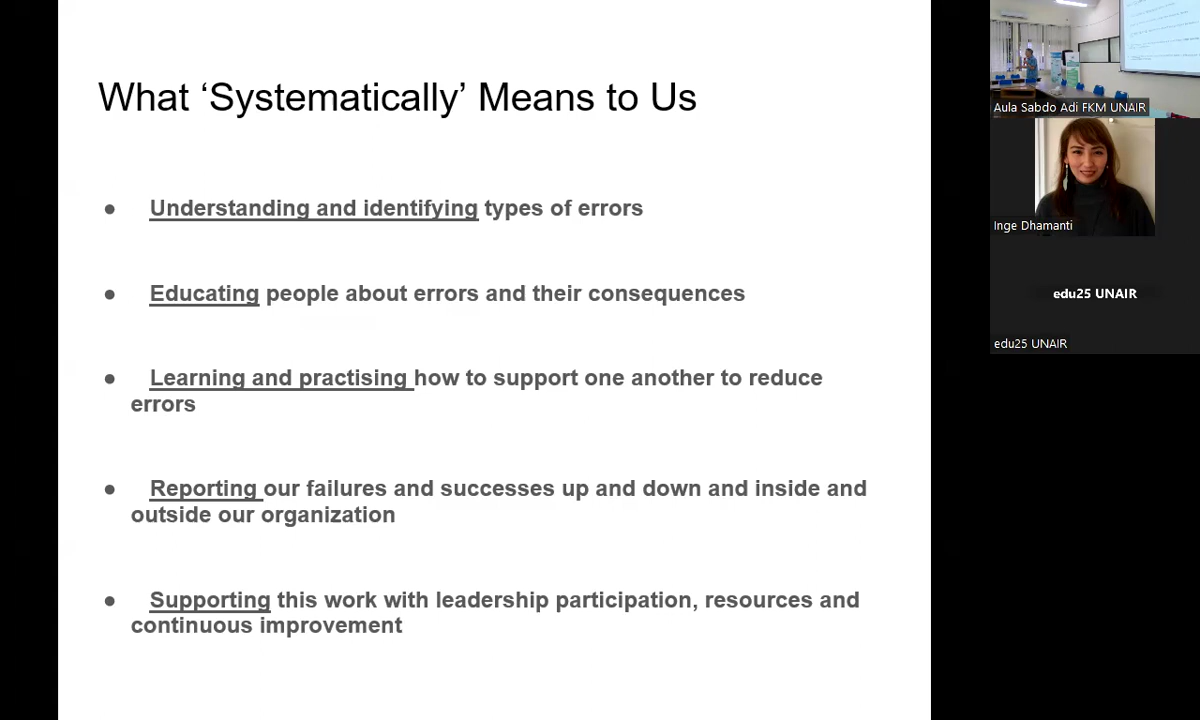 What ‘Systematically’ Means to Us
● Understanding and identifying types of errors
● Educating people about errors and their consequences
● Learning and practising how to support one another to reduce
errors
● Reporting our failures and successes up and down and inside and
outside our organization
● Supporting this work with leadership participation, resources and
continuous improvement
Aula Sabdo Adi FKM UNAIR
Inge Dhamanti
edu25 UNAIR
edu25 UNAIR